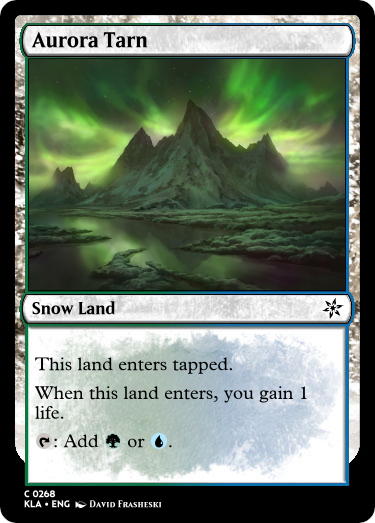 Aurora Tarn
Snow Land
This land enters tapped.
When this land enters, you gain 1
life.
: Add or .
C 0268
KLA • ENG David Frasheski